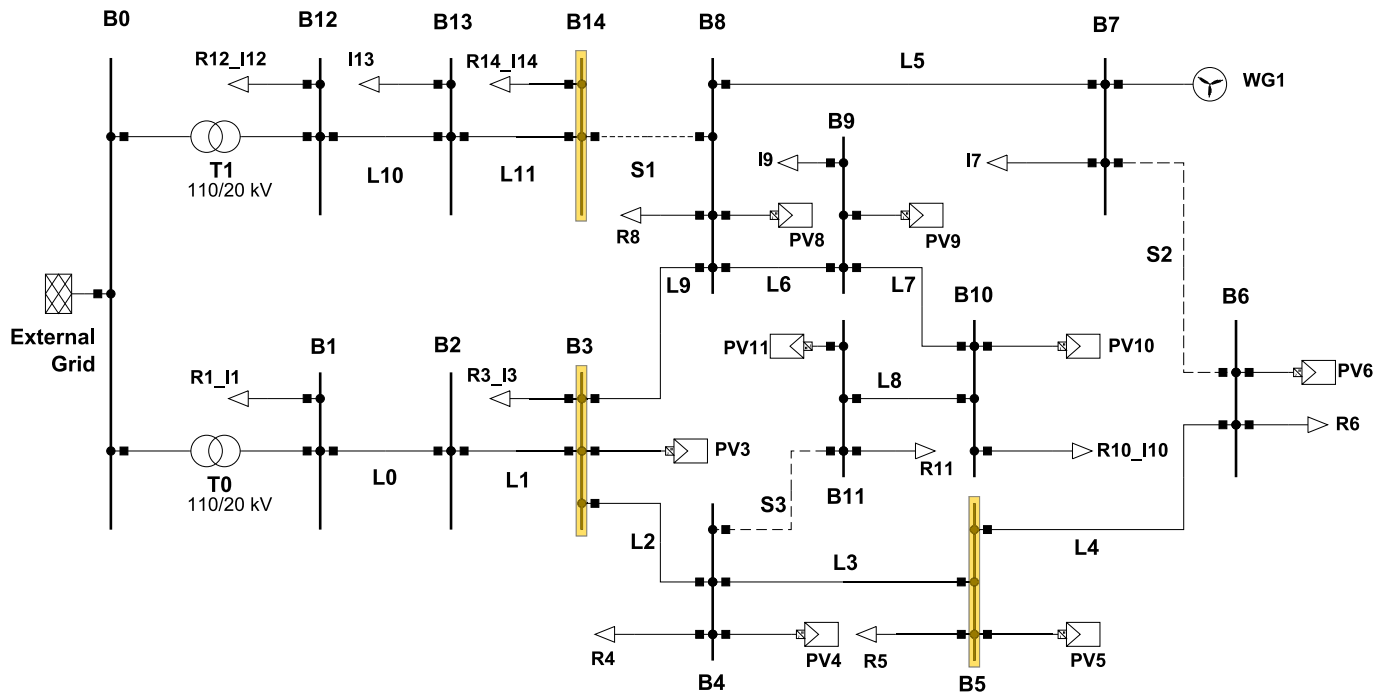 B0
B12
B13
B14
B8
B7
R12_I12
I13
R14_I14
L5
WG1
B9
T1
110/20 kV
L10
L11
S1
I9
I7
R8
PV8
PV9
S2
L9
L6
L7
B10
B6
External
Grid
B1
B2
B3
PV11
PV10
PV6
R1_I1
R3_I3
L8
R6
T0
110/20 kV
L0
L1
PV3
R11
R10_I10
B11
S3
L2
L3
L4
R4
PV4
R5
PV5
B4
B5